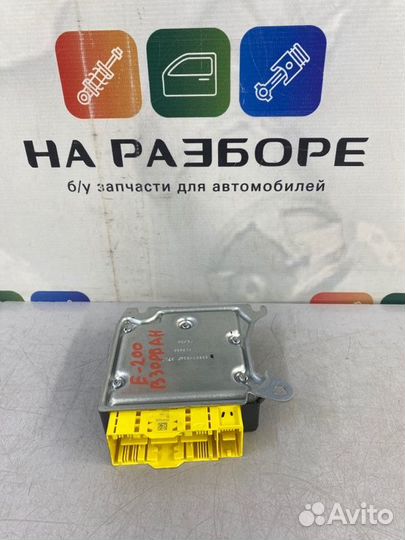 НА РАЗБОРЕ
б/у запчасти для автомобилей
E-200
ВЗОРВАН
Avito